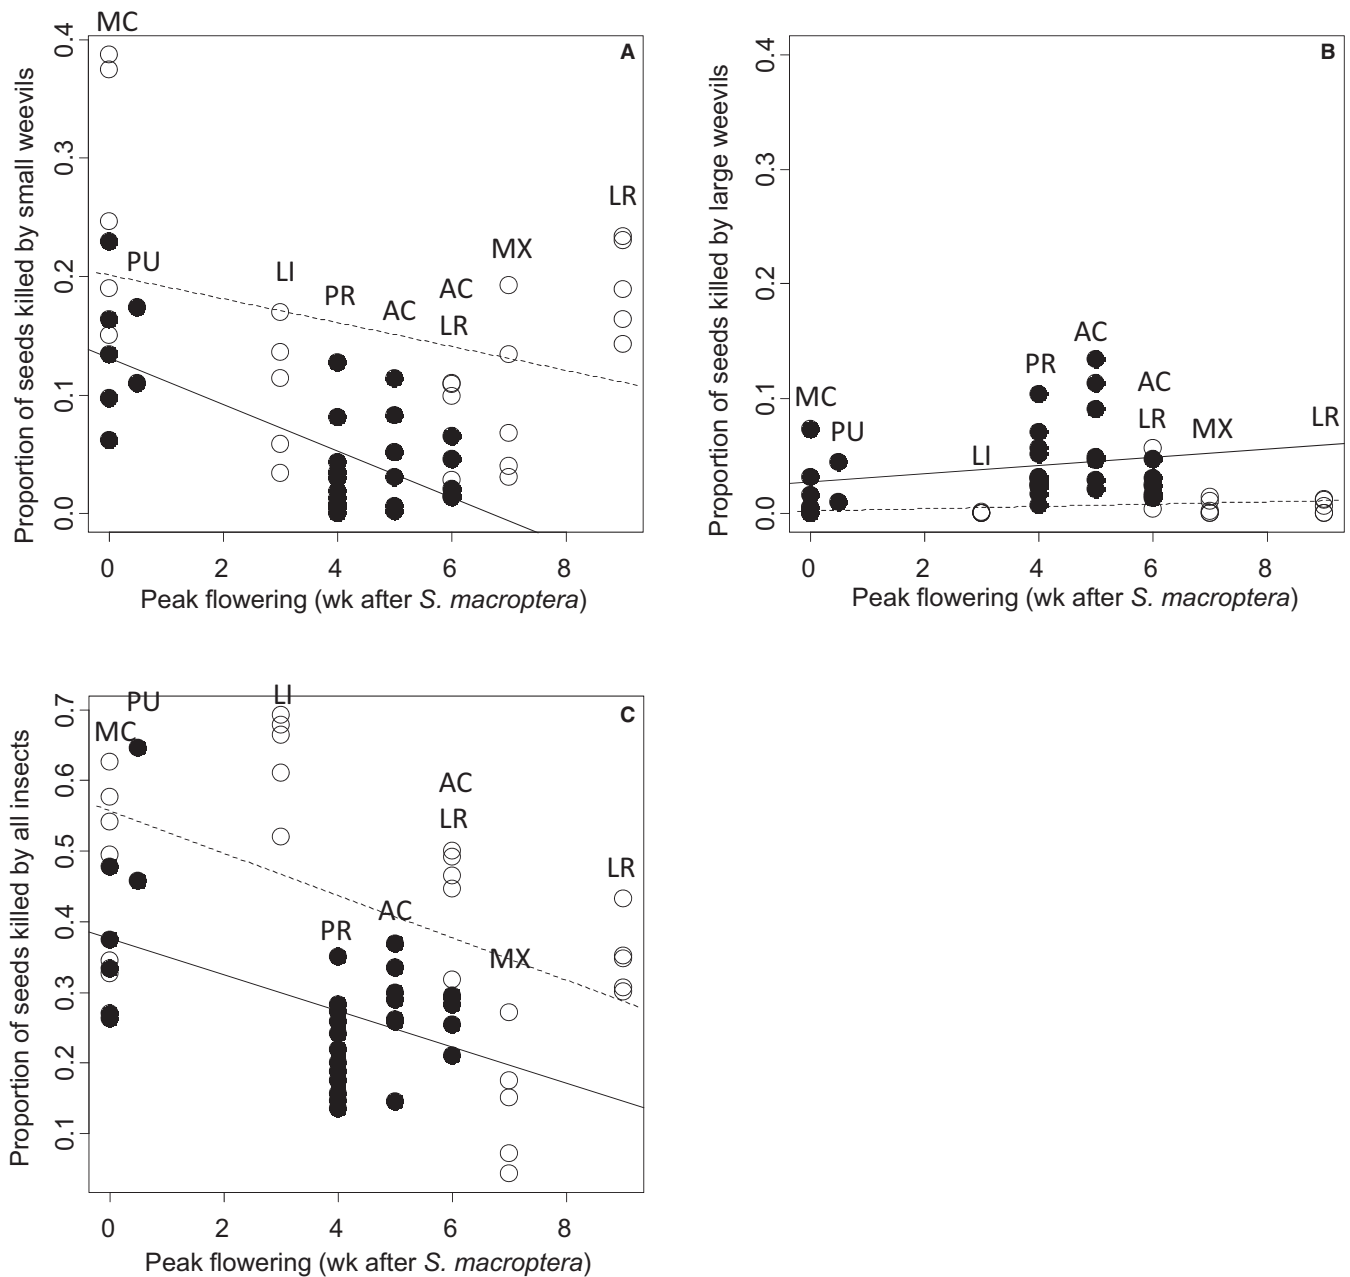 MC
A
0.4
0.3
0.2
0.1
0.0
Proportion of seeds killed by small weevils
PU
LI
PR
AC
AC
LR
MX
LR
0 2 4 6 8
Peak flowering (wk after S. macroptera)
B
0.4
0.3
0.2
0.1
0.0
Proportion of seeds killed by large weevils
MC
PU
LI
PR
AC
AC
LR
MX
LR
0 2 4 6 8
Peak flowering (wk after S. macroptera)
C
0.7
0.6
0.5
0.4
0.3
0.2
0.1
Proportion of seeds killed by all insects
MC
PU
LI
PR
AC
AC
LR
MX
LR
0 2 4 6 8
Peak flowering (wk after S. macroptera)